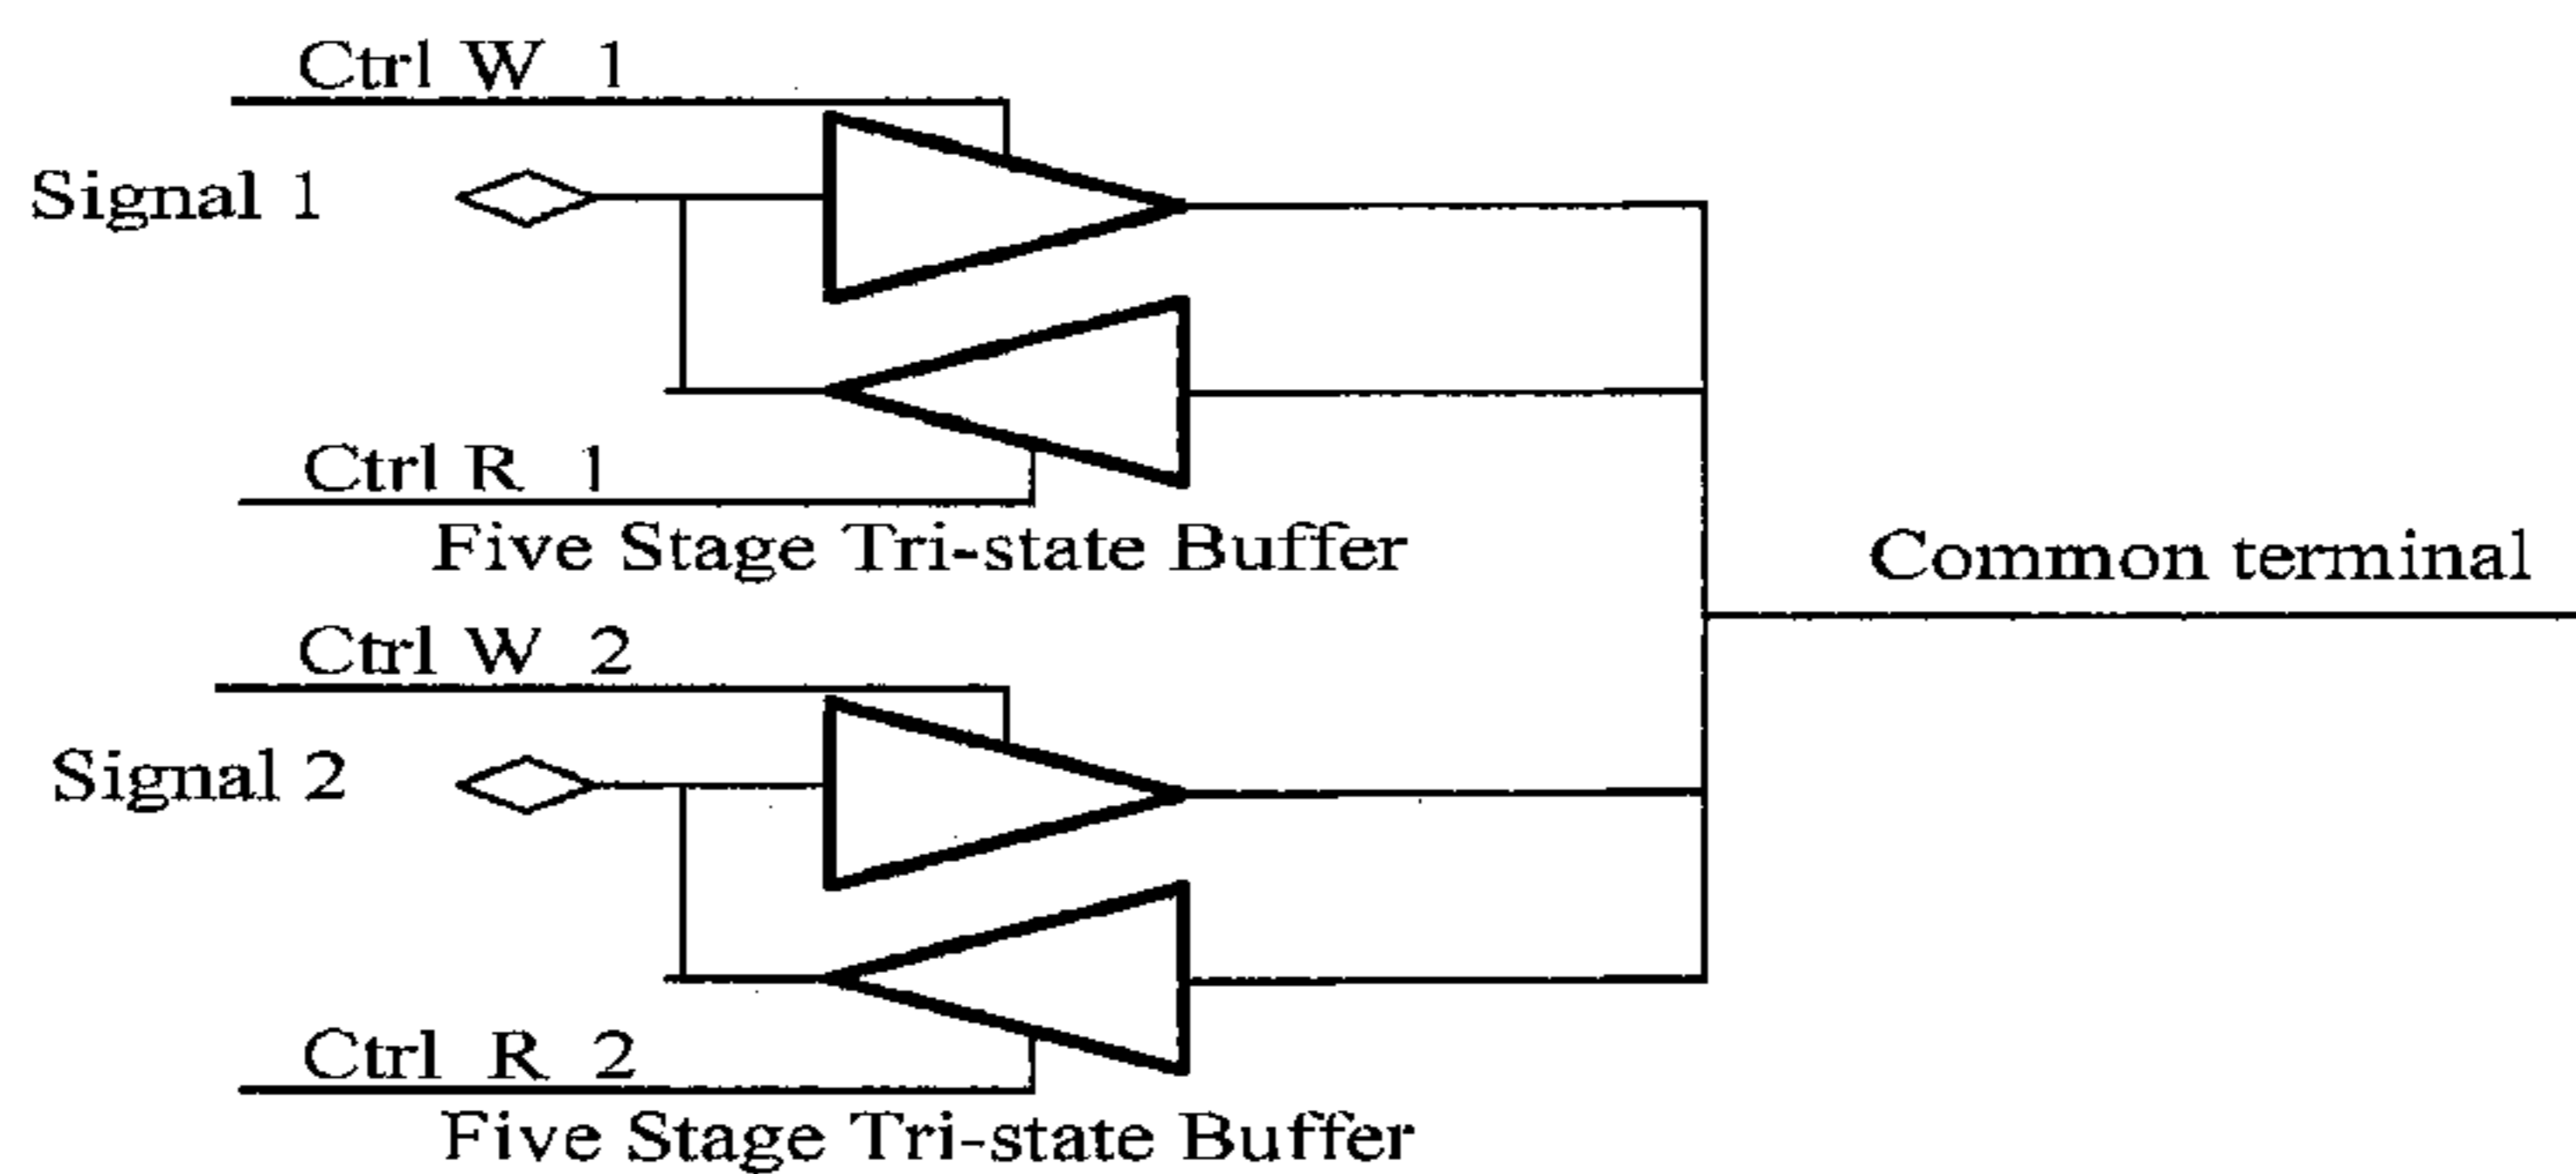 Ctrl W 1
Signal 1
Ctrl R 1
Five Stage Tri-state Buffer
Common terminal
Ctrl W 2
Signal 2
Ctrl R 2
Five Stage Tri-state Buffer